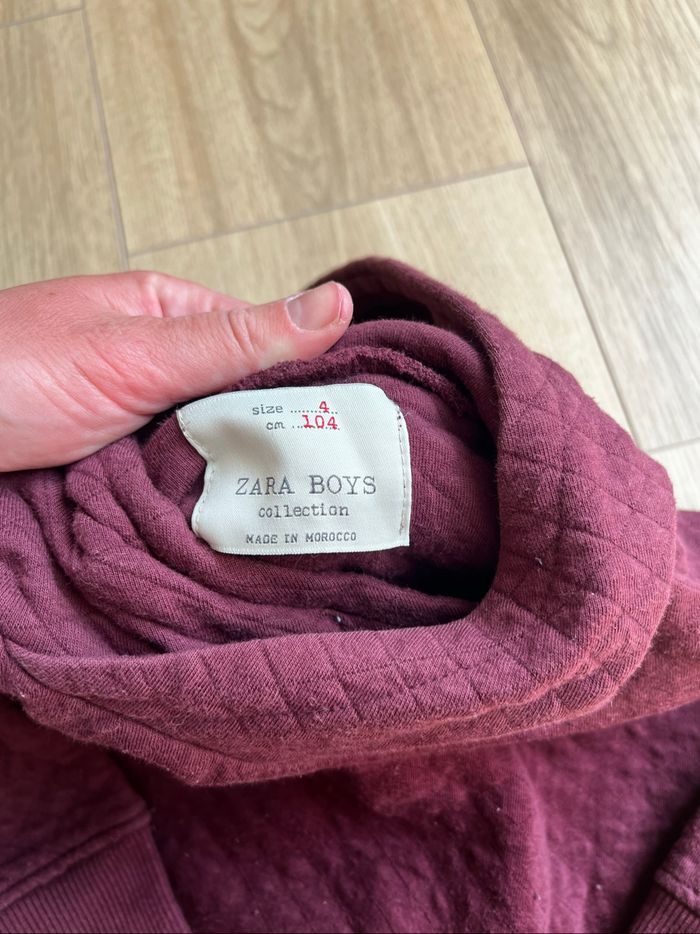 size ........4..
cm ...104
ZARA BOYS
collection
MADE IN MOROCCO